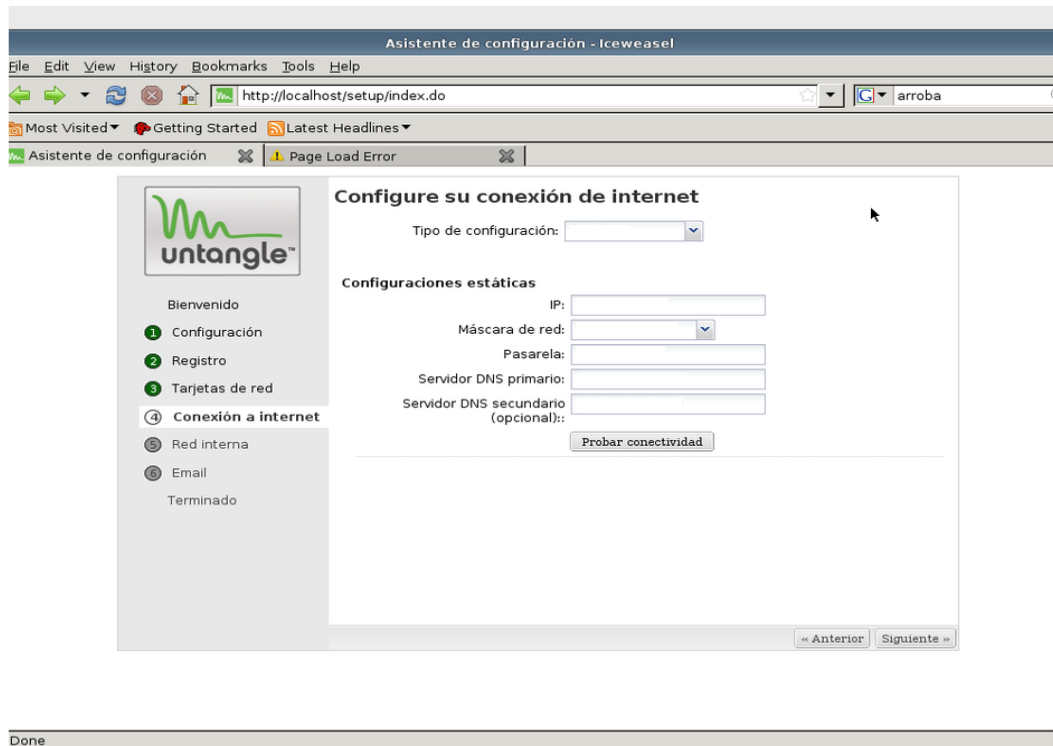 Asistente de configuración - Iceweasel
File Edit View History Bookmarks Tools Help
http://localhost/setup/index.do
G arroba
Most Visited Getting Started Latest Headlines
Asistente de configuración Page Load Error
untangle™
Bienvenido
1 Configuración
2 Registro
3 Tarjetas de red
4 Conexión a internet
5 Red interna
6 Email
Terminado
Configure su conexión de internet
Tipo de configuración:
Configuraciones estáticas
IP:
Máscara de red:
Pasarela:
Servidor DNS primario:
Servidor DNS secundario
(opcional)::
Probar conectividad
« Anterior Siguiente »
Done